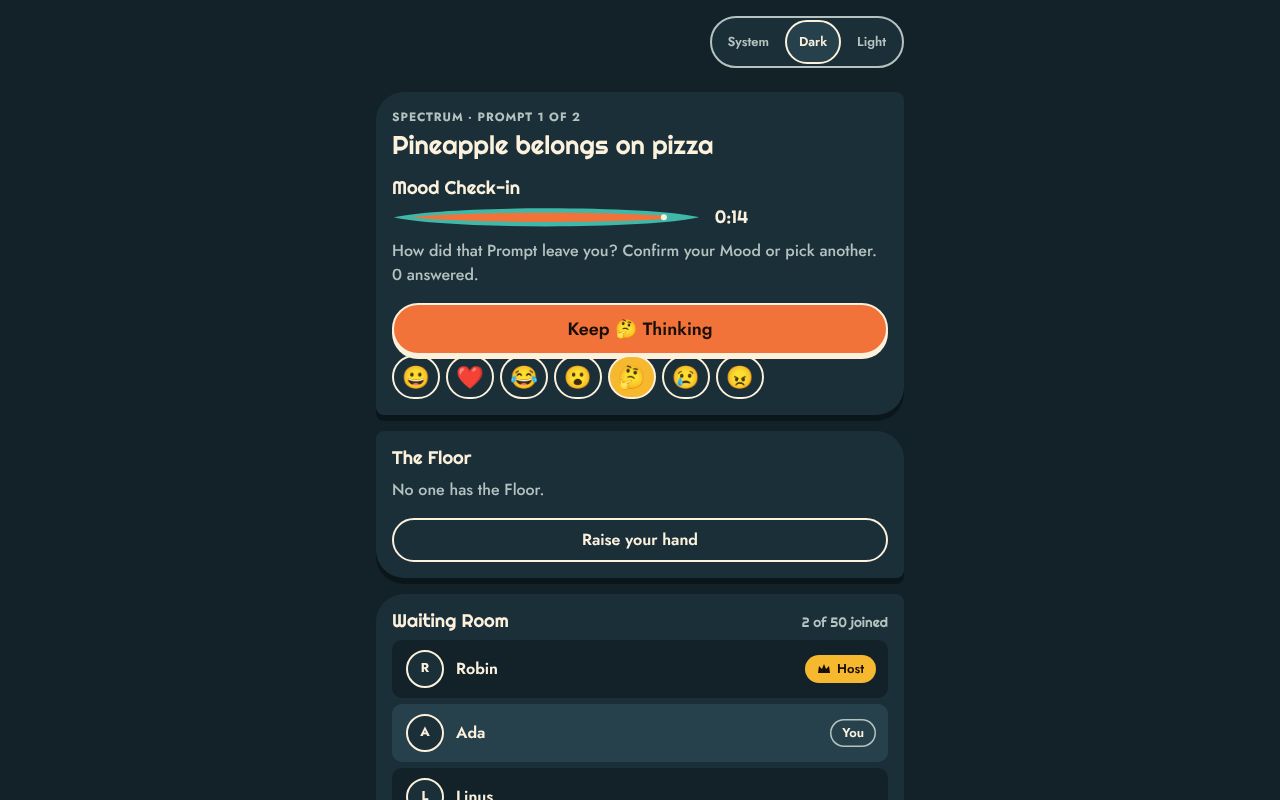 System
Dark
Light
SPECTRUM · PROMPT 1 OF 2
Pineapple belongs on pizza
Mood Check-in
0:14
How did that Prompt leave you? Confirm your Mood or pick another.
0 answered.
Keep 🤔 Thinking
The Floor
No one has the Floor.
Raise your hand
Waiting Room
2 of 50 joined
R
Robin
Host
A
Ada
You
L
Linus